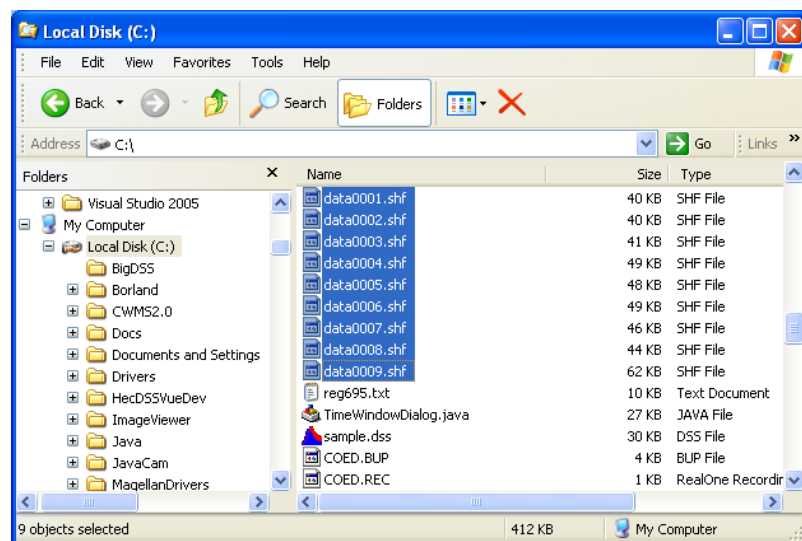 Local Disk (C:)
File Edit View Favorites Tools Help
Back Search Folders
Address C:\ Go Links »
Folders x Name Size Type
Visual Studio 2005
My Computer
Local Disk (C:)
BigDSS
Borland
CWMS2.0
Docs
Documents and Settings
Drivers
HecDSSVueDev
ImageViewer
Java
JavaCam
MagellanDrivers
data0001.shf 40 KB SHF File
data0002.shf 40 KB SHF File
data0003.shf 41 KB SHF File
data0004.shf 49 KB SHF File
data0005.shf 48 KB SHF File
data0006.shf 49 KB SHF File
data0007.shf 46 KB SHF File
data0008.shf 44 KB SHF File
data0009.shf 62 KB SHF File
reg695.txt 10 KB Text Document
TimeWindowDialog.java 27 KB JAVA File
sample.dss 30 KB DSS File
COED.BUP 4 KB BUP File
COED.REC 1 KB RealOne Recordir
9 objects selected 412 KB My Computer